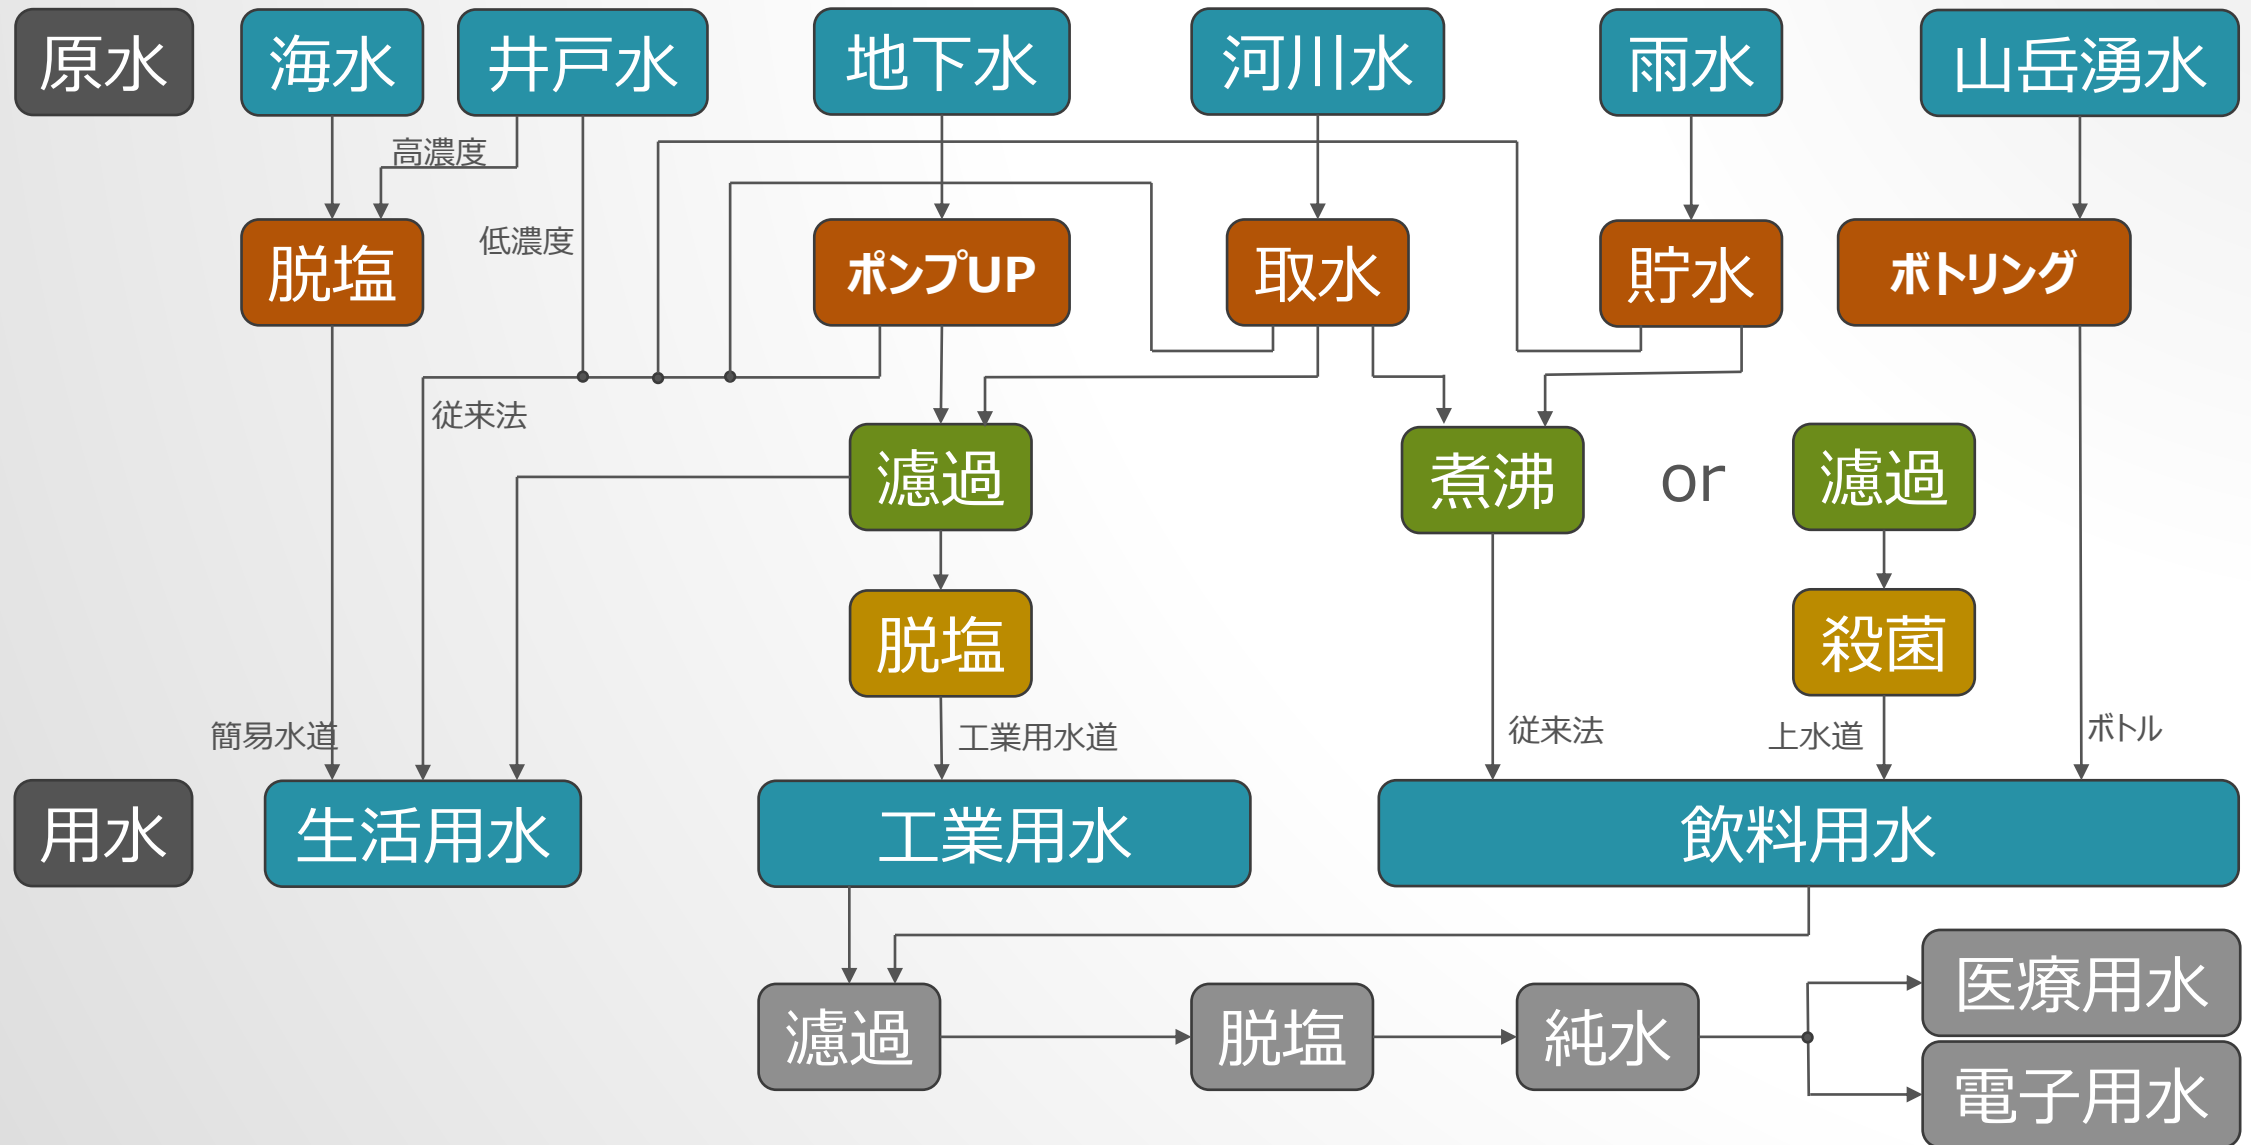 原水
海水
井戸水
地下水
河川水
雨水
山岳湧水
高濃度
低濃度
脱塩
ポンプUP
取水
貯水
ボトリング
従来法
濾過
煮沸
or
濾過
脱塩
殺菌
簡易水道
工業用水道
従来法
上水道
ボトル
用水
生活用水
工業用水
飲料用水
濾過
脱塩
純水
医療用水
電子用水